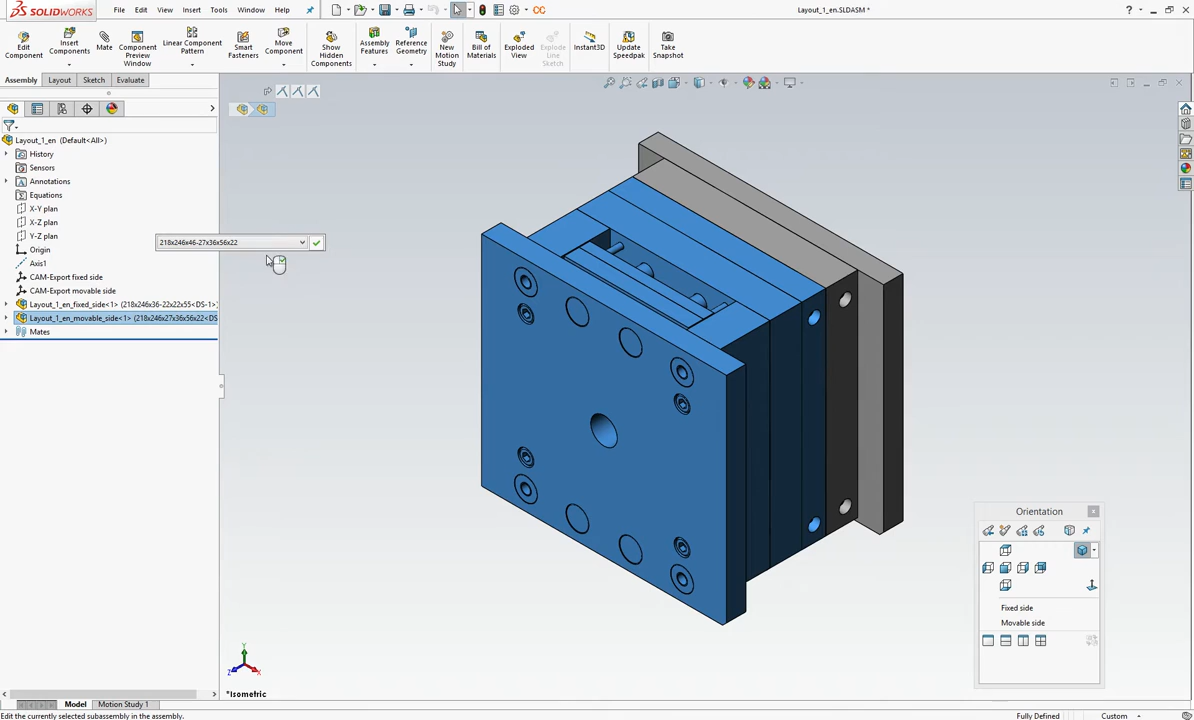 SOLIDWORKS
File
Edit
View
Insert
Tools
Window
Help
Layout_1_en.SLDASM *
Edit Component
Insert Components
Mate
Component Preview Window
Linear Component Pattern
Smart Fasteners
Move Component
Show Hidden Components
Assembly Features
Reference Geometry
New Motion Study
Bill of Materials
Exploded View
Explode Line Sketch
Instant3D
Update Speedpak
Take Snapshot
Assembly
Layout
Sketch
Evaluate
Layout_1_en (Default<All>)
History
Sensors
Annotations
Equations
X-Y plan
X-Z plan
Y-Z plan
Origin
Axis1
CAM-Export fixed side
CAM-Export movable side
Layout_1_en_fixed_side<1> (218x246x36-22x22x55<DS-1>)
Layout_1_en_movable_side<1> (218x246x27x36x56x22<DS
Mates
218x246x46-27x36x56x22
Orientation
Fixed side
Movable side
Y
Z
X
*Isometric
Model
Motion Study 1
Edit the currently selected subassembly in the assembly.
Fully Defined
Custom